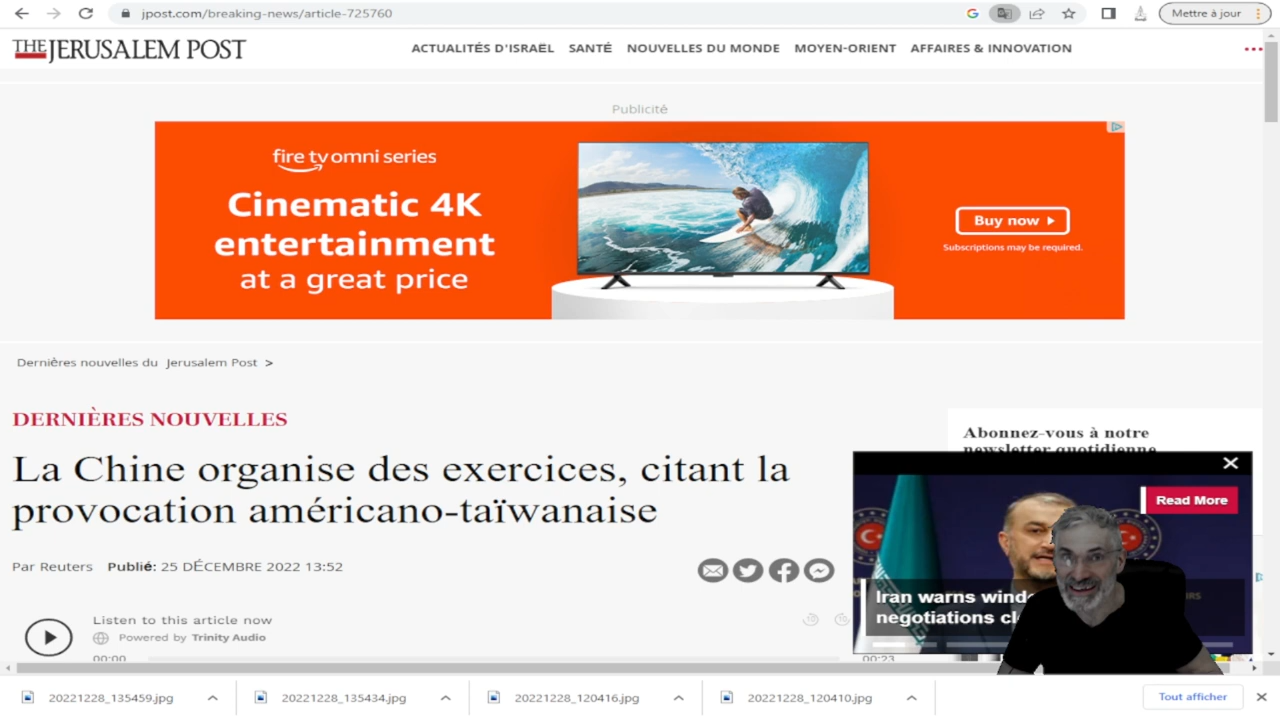 jpost.com/breaking-news/article-725760
Mettre à jour
THE JERUSALEM POST
ACTUALITÉS D'ISRAËL SANTÉ NOUVELLES DU MONDE MOYEN-ORIENT AFFAIRES & INNOVATION
Publicité
fire tv omni series
Cinematic 4K
entertainment
at a great price
Buy now
Subscriptions may be required.
Dernières nouvelles du Jerusalem Post >
DERNIÈRES NOUVELLES
La Chine organise des exercices, citant la
provocation américano-taïwanaise
Par Reuters Publié: 25 DÉCEMBRE 2022 13:52
Listen to this article now
Powered by Trinity Audio
00:00
00:23
Abonnez-vous à notre
newsletter quotidienne
Read More
Iran warns
negotiations
20221228_135459.jpg
20221228_135434.jpg
20221228_120416.jpg
20221228_120410.jpg
Tout afficher